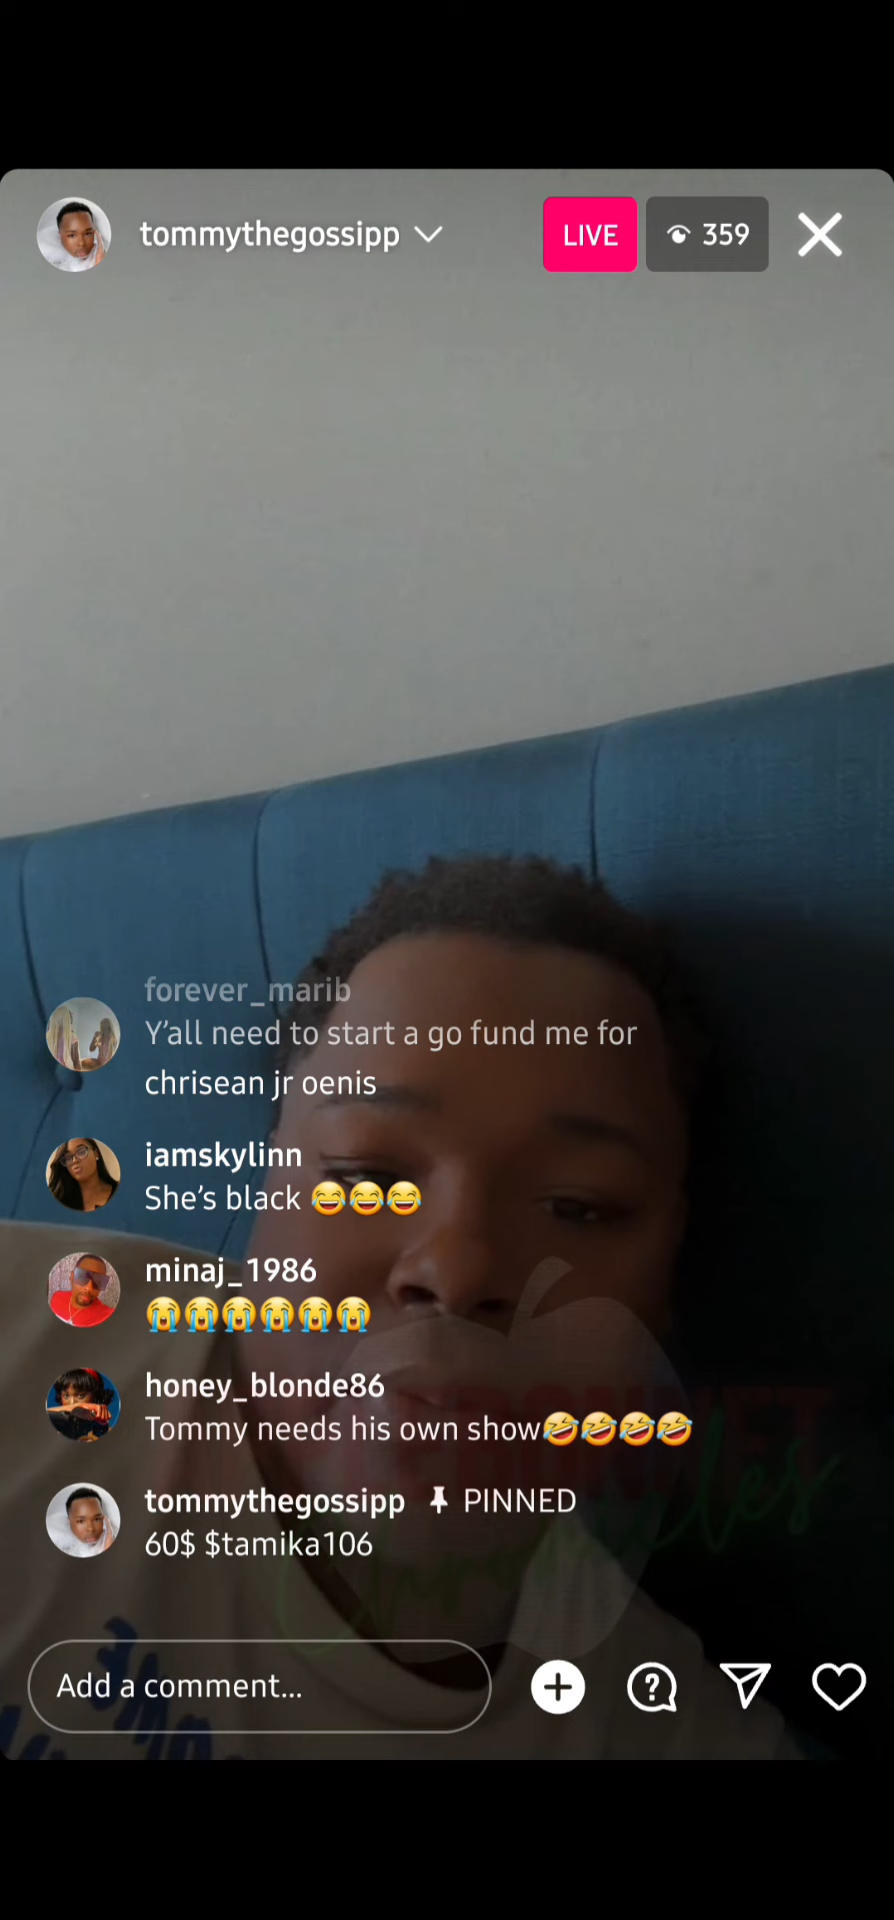 tommythegossipp
LIVE
359
forever_marib
Y'all need to start a go fund me for
chrisean jr oenis
iamskylinn
She's black 😂😂😂
minaj_1986
😭😭😭😭😭😭
honey_blonde86
Tommy needs his own show🤣🤣🤣🤣
tommythegossipp PINNED
60$ $tamika106
Add a comment...